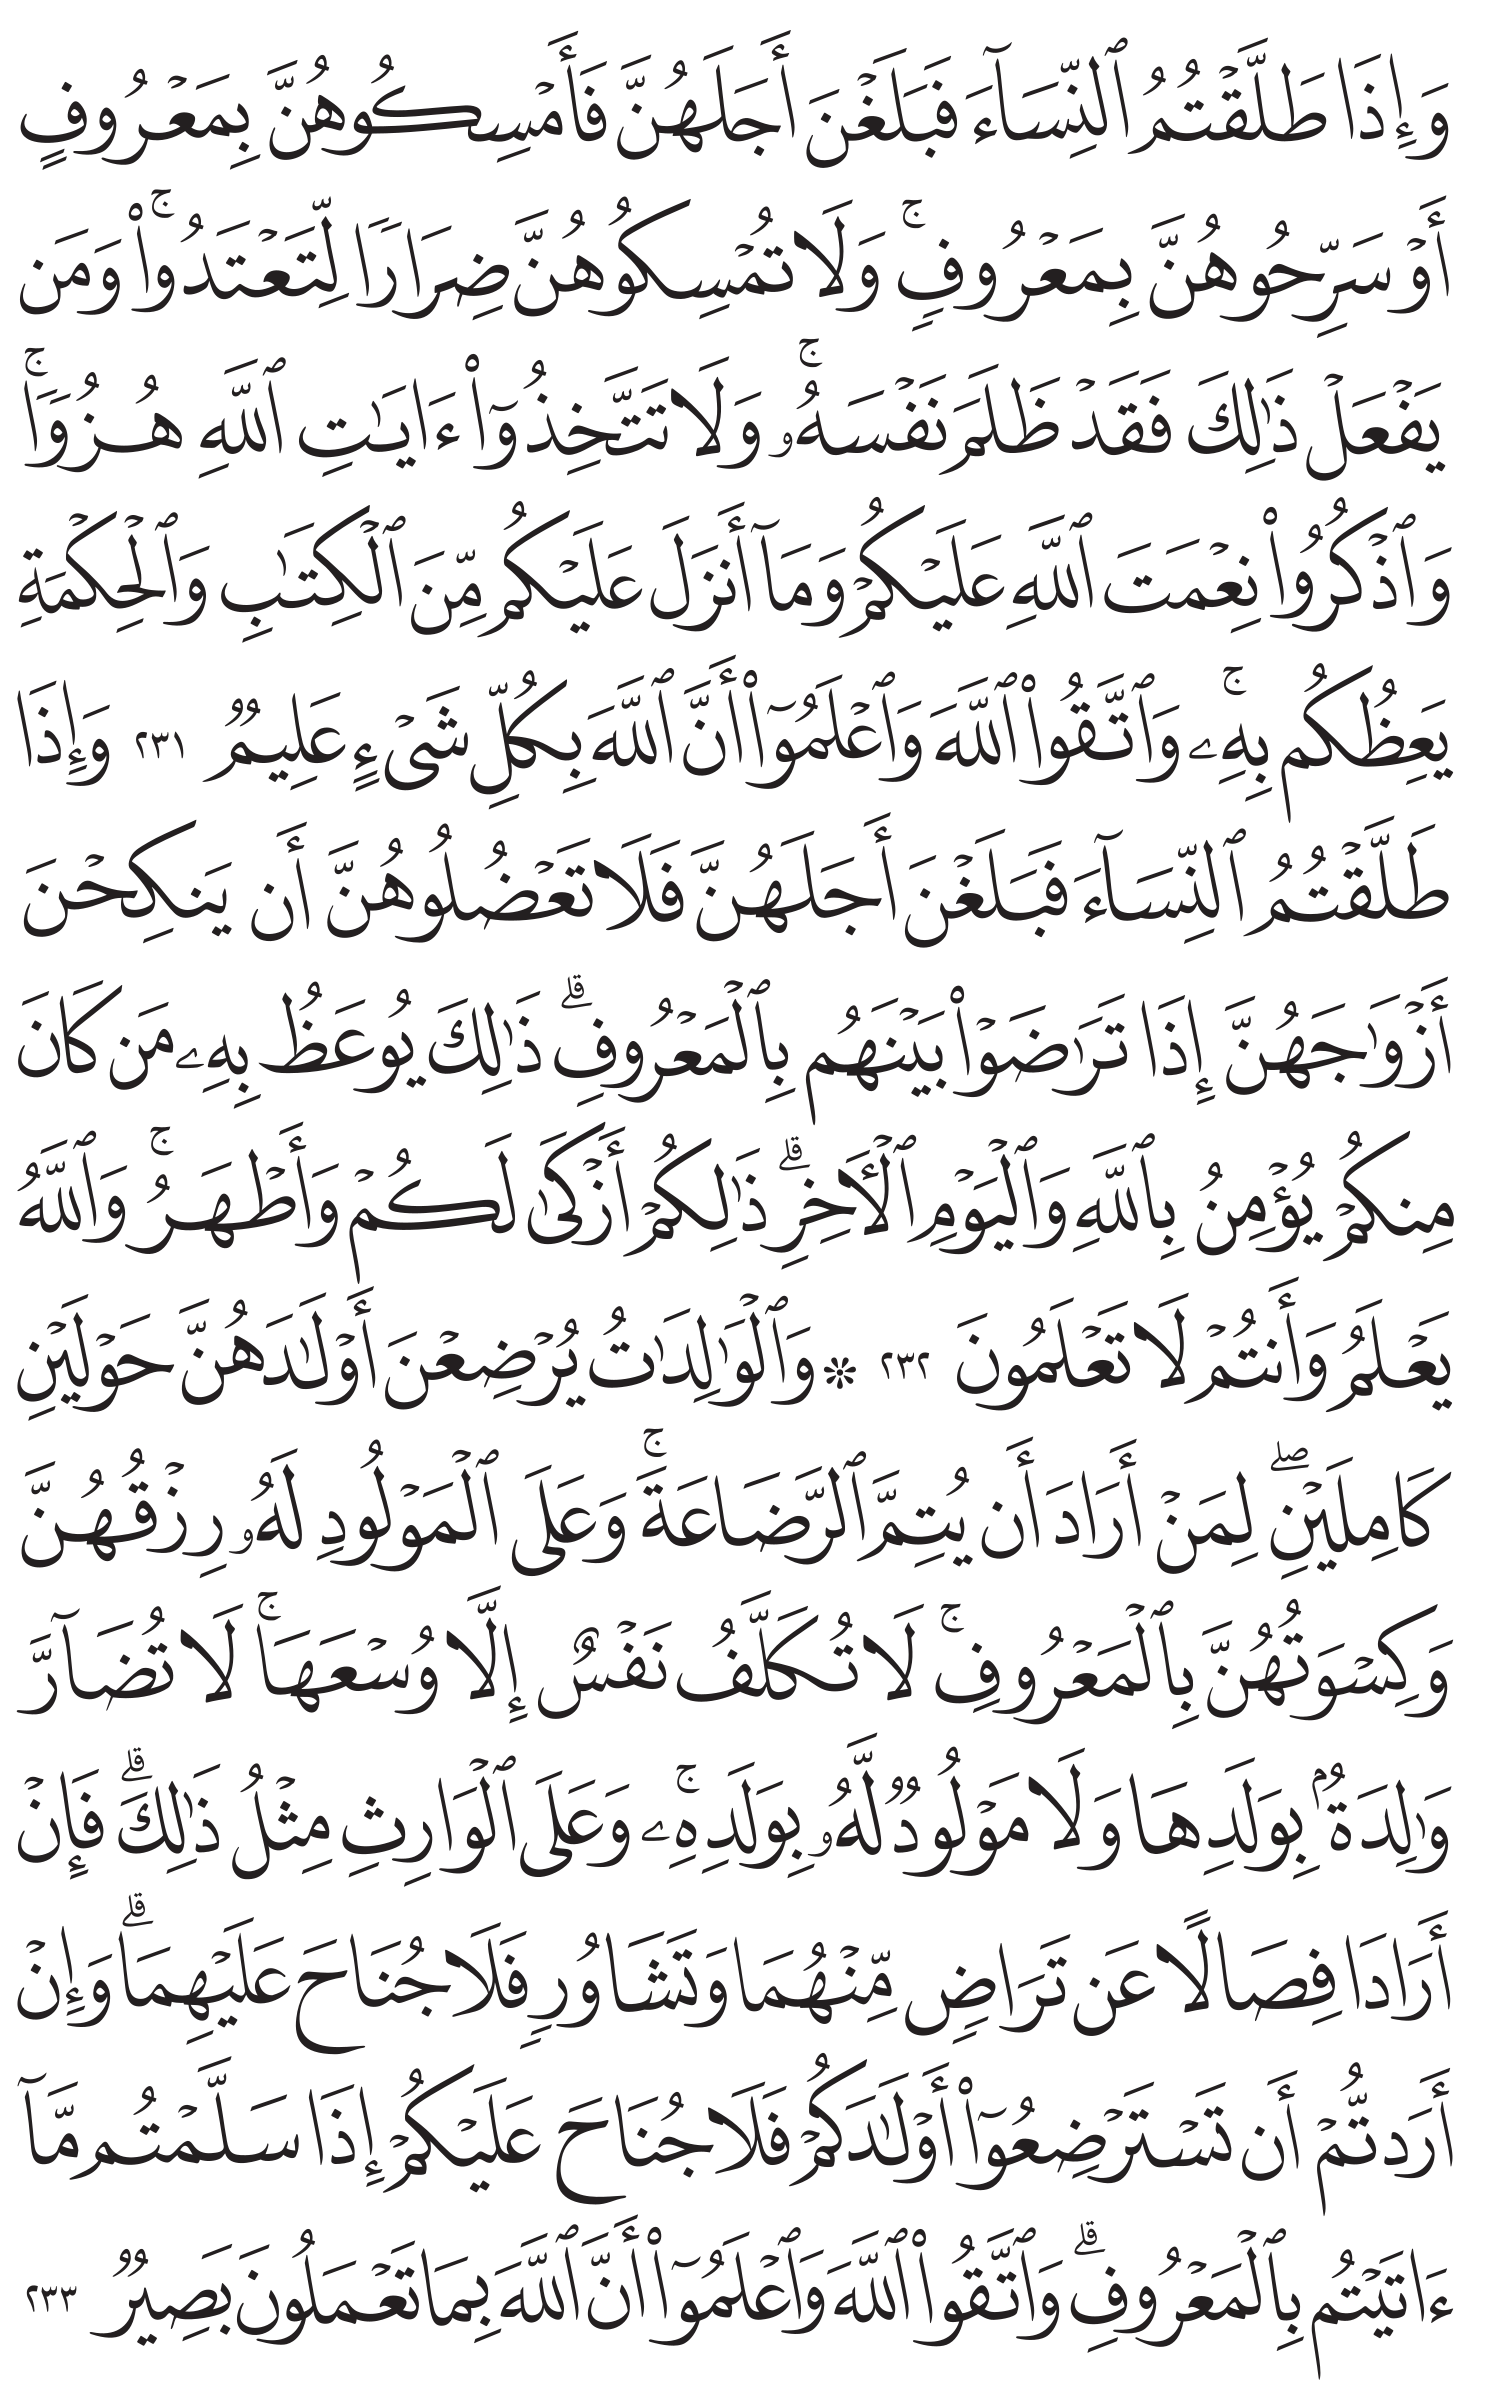 وَإِذَا طَلَّقۡتُمُ ٱلنِّسَآءَ فَبَلَغۡنَ أَجَلَهُنَّ فَأَمۡسِكُوهُنَّ بِمَعۡرُوفٍ
أَوۡ سَرِّحُوهُنَّ بِمَعۡرُوفٖۚ وَلَا تُمۡسِكُوهُنَّ ضِرَارٗا لِّتَعۡتَدُواْۚ وَمَن
يَفۡعَلۡ ذَٰلِكَ فَقَدۡ ظَلَمَ نَفۡسَهُۥۚ وَلَا تَتَّخِذُوٓاْ ءَايَٰتِ ٱللَّهِ هُزُوٗاۚ
وَٱذۡكُرُواْ نِعۡمَتَ ٱللَّهِ عَلَيۡكُمۡ وَمَآ أَنزَلَ عَلَيۡكُم مِّنَ ٱلۡكِتَٰبِ وَٱلۡحِكۡمَةِ
يَعِظُكُم بِهِۦۚ وَٱتَّقُواْ ٱللَّهَ وَٱعۡلَمُوٓاْ أَنَّ ٱللَّهَ بِكُلِّ شَيۡءٍ عَلِيمٞ ٢٣١ وَإِذَا
طَلَّقۡتُمُ ٱلنِّسَآءَ فَبَلَغۡنَ أَجَلَهُنَّ فَلَا تَعۡضُلُوهُنَّ أَن يَنكِحۡنَ
أَزۡوَٰجَهُنَّ إِذَا تَرَٰضَوۡاْ بَيۡنَهُم بِٱلۡمَعۡرُوفِۗ ذَٰلِكَ يُوعَظُ بِهِۦ مَن كَانَ
مِنكُمۡ يُؤۡمِنُ بِٱللَّهِ وَٱلۡيَوۡمِ ٱلۡأٓخِرِۗ ذَٰلِكُمۡ أَزۡكَىٰ لَكُمۡ وَأَطۡهَرُۚ وَٱللَّهُ
يَعۡلَمُ وَأَنتُمۡ لَا تَعۡلَمُونَ ٢٣٢ ۞ وَٱلۡوَٰلِدَٰتُ يُرۡضِعۡنَ أَوۡلَٰدَهُنَّ حَوۡلَيۡنِ
كَامِلَيۡنِۖ لِمَنۡ أَرَادَ أَن يُتِمَّ ٱلرَّضَاعَةَۚ وَعَلَى ٱلۡمَوۡلُودِ لَهُۥ رِزۡقُهُنَّ
وَكِسۡوَتُهُنَّ بِٱلۡمَعۡرُوفِۚ لَا تُكَلَّفُ نَفۡسٌ إِلَّا وُسۡعَهَاۚ لَا تُضَآرَّ
وَٰلِدَةُۢ بِوَلَدِهَا وَلَا مَوۡلُودٞ لَّهُۥ بِوَلَدِهِۦۚ وَعَلَى ٱلۡوَارِثِ مِثۡلُ ذَٰلِكَۗ فَإِنۡ
أَرَادَا فِصَالًا عَن تَرَاضٖ مِّنۡهُمَا وَتَشَاوُرٖ فَلَا جُنَاحَ عَلَيۡهِمَاۗ وَإِنۡ
أَرَدتُّمۡ أَن تَسۡتَرۡضِعُوٓاْ أَوۡلَٰدَكُمۡ فَلَا جُنَاحَ عَلَيۡكُمۡ إِذَا سَلَّمۡتُم مَّآ
ءَاتَيۡتُم بِٱلۡمَعۡرُوفِۗ وَٱتَّقُواْ ٱللَّهَ وَٱعۡلَمُوٓاْ أَنَّ ٱللَّهَ بِمَا تَعۡمَلُونَ بَصِيرٞ ٢٣٣